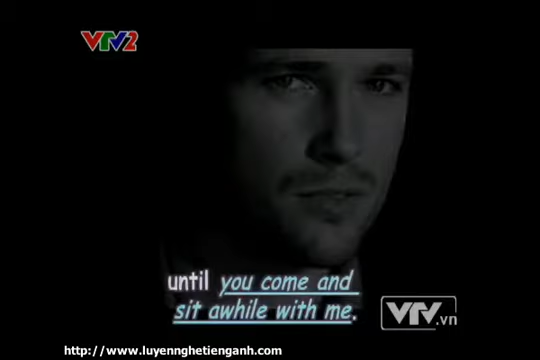 VTV2
until you come and
sit awhile with me.
VTV.vn
http://www.luyennghetienganh.com